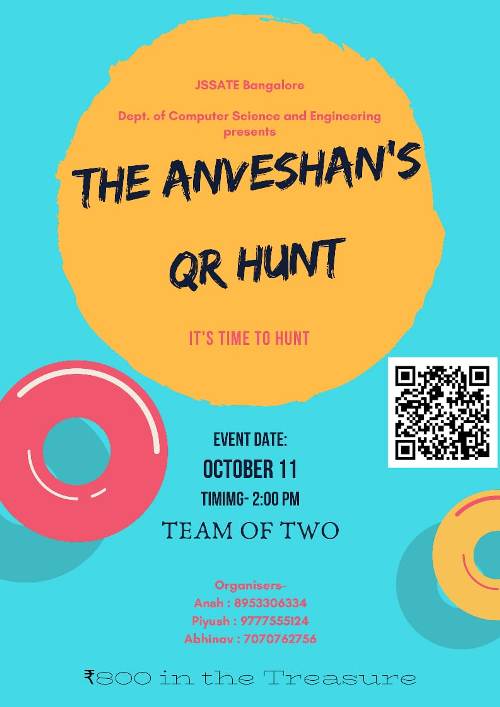 JSSATE Bangalore
Dept. of Computer Science and Engineering
presents
THE ANVESHAN'S
QR HUNT
IT'S TIME TO HUNT
EVENT DATE:
OCTOBER 11
TIMIMG- 2:00 PM
TEAM OF TWO
Organisers-
Ansh : 8953306334
Piyush : 9777555124
Abhinav : 7070762756
₹800 in the Treasure